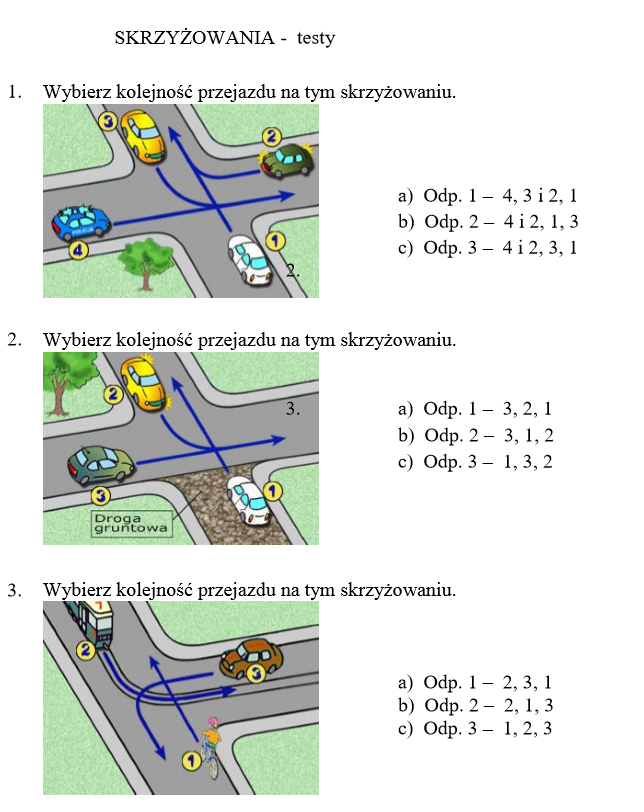 SKRZYŻOWANIA - testy
1. Wybierz kolejność przejazdu na tym skrzyżowaniu.
3
2
POLICJA
4
1
2.
a) Odp. 1 – 4, 3 i 2, 1
b) Odp. 2 – 4 i 2, 1, 3
c) Odp. 3 – 4 i 2, 3, 1
2. Wybierz kolejność przejazdu na tym skrzyżowaniu.
2
3.
3
1
Droga
gruntowa
a) Odp. 1 – 3, 2, 1
b) Odp. 2 – 3, 1, 2
c) Odp. 3 – 1, 3, 2
3. Wybierz kolejność przejazdu na tym skrzyżowaniu.
1
2
3
1
a) Odp. 1 – 2, 3, 1
b) Odp. 2 – 2, 1, 3
c) Odp. 3 – 1, 2, 3